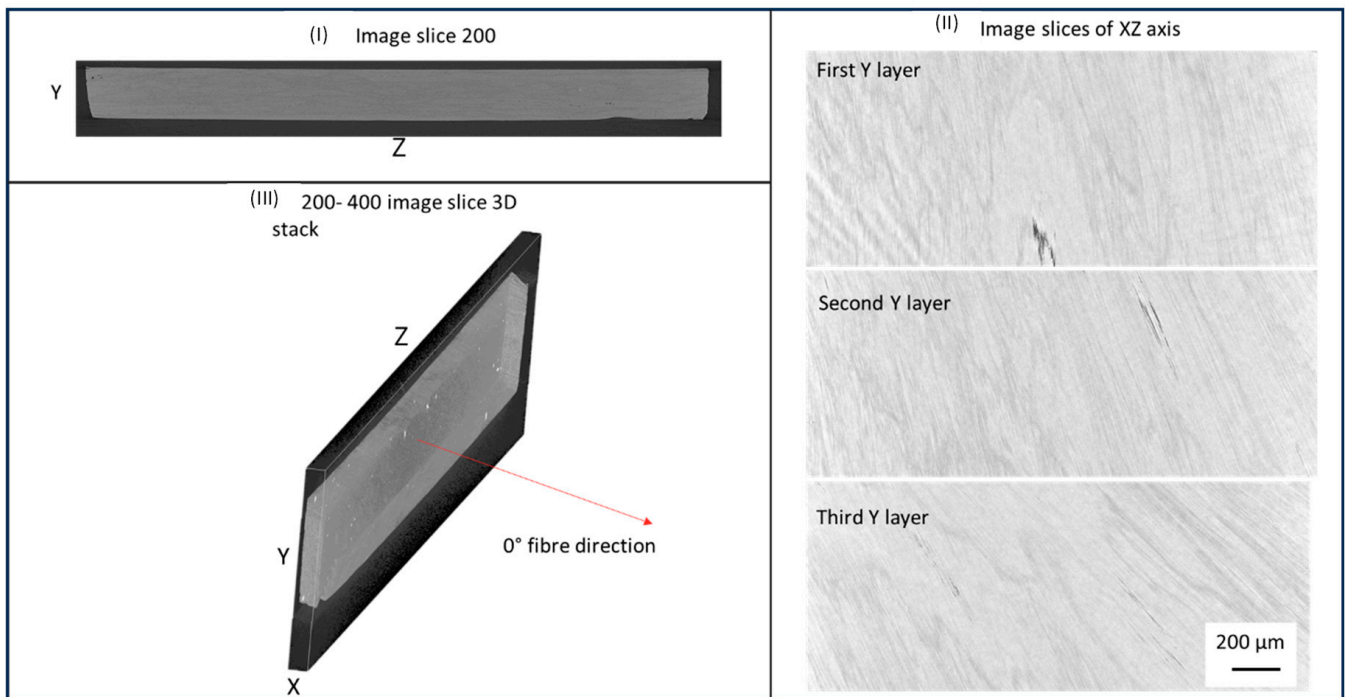 (I) Image slice 200
Y
Z
(III) 200- 400 image slice 3D
stack
Z
Y
X
0° fibre direction
(II) Image slices of XZ axis
First Y layer
Second Y layer
Third Y layer
200 µm